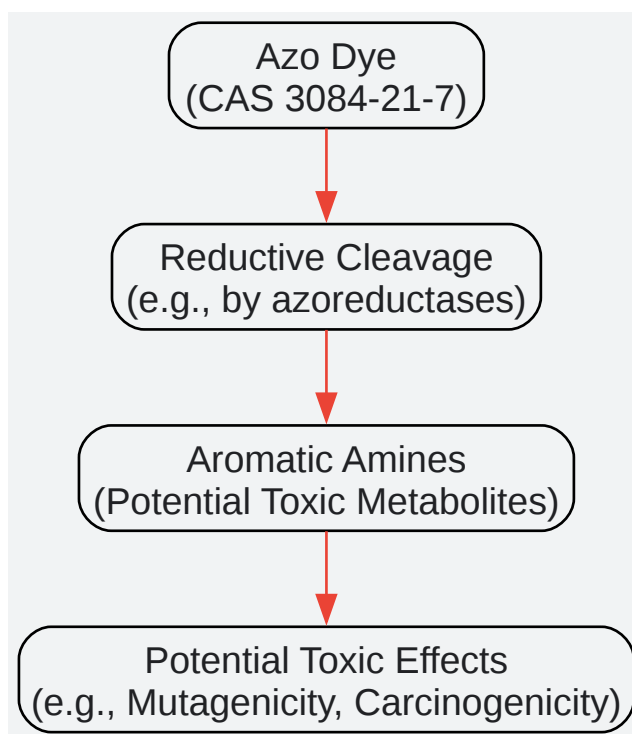 Azo Dye
(CAS 3084-21-7)
Reductive Cleavage
(e.g., by azoreductases)
Aromatic Amines
(Potential Toxic Metabolites)
Potential Toxic Effects
(e.g., Mutagenicity, Carcinogenicity)